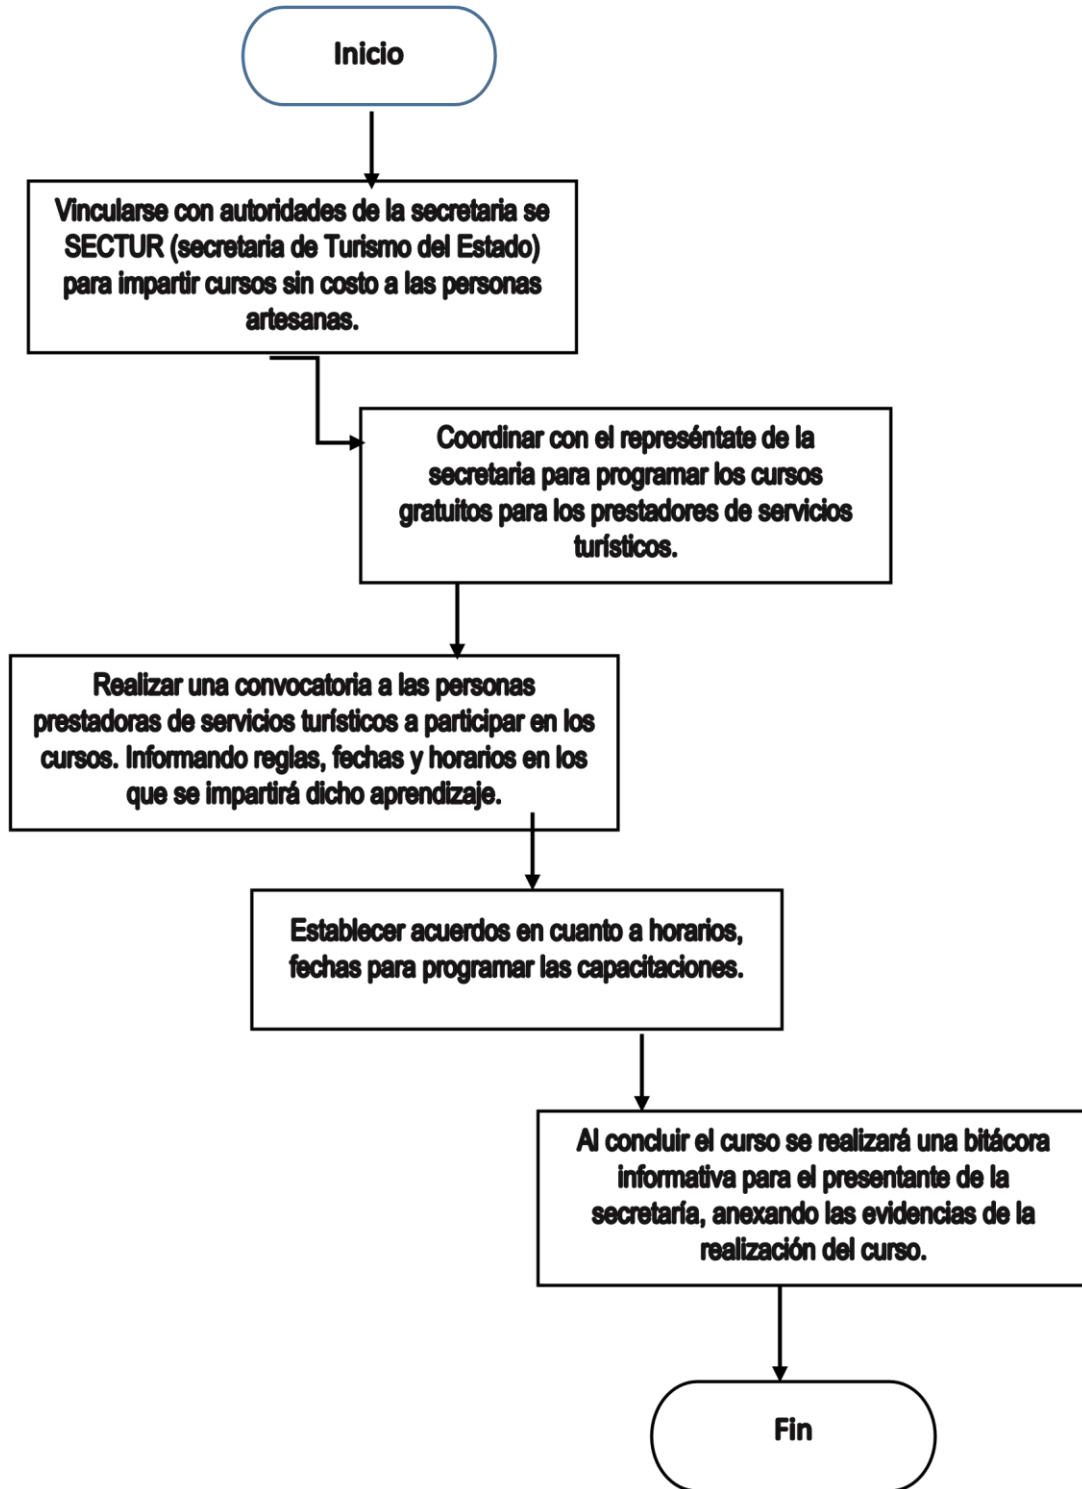 Inicio
Vincularse con autoridades de la secretaria se
SECTUR (secretaria de Turismo del Estado)
para impartir cursos sin costo a las personas
artesanas.
Coordinar con el represéntate de la
secretaria para programar los cursos
gratuitos para los prestadores de servicios
turísticos.
Realizar una convocatoria a las personas
prestadoras de servicios turísticos a participar en los
cursos. Informando reglas, fechas y horarios en los
que se impartirá dicho aprendizaje.
Establecer acuerdos en cuanto a horarios,
fechas para programar las capacitaciones.
Al concluir el curso se realizará una bitácora
informativa para el presentante de la
secretaría, anexando las evidencias de la
realización del curso.
Fin